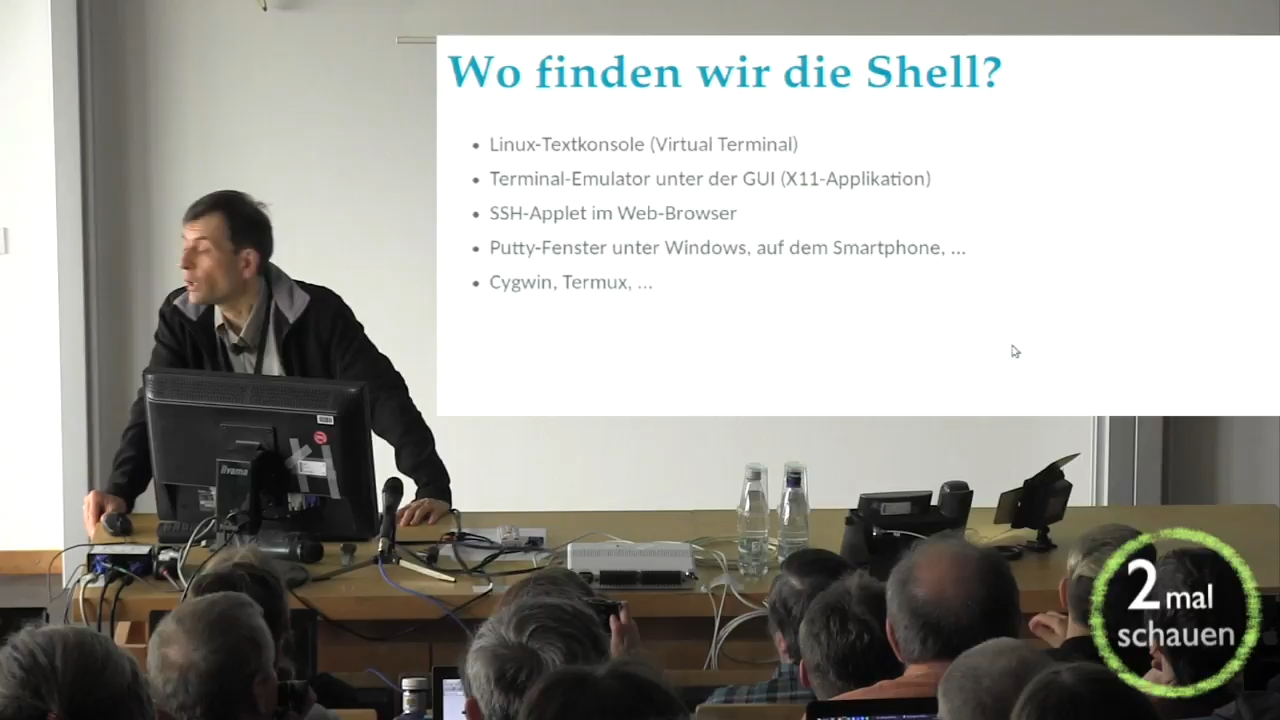 Wo finden wir die Shell?
• Linux-Textkonsole (Virtual Terminal)
• Terminal-Emulator unter der GUI (X11-Applikation)
• SSH-Applet im Web-Browser
• Putty-Fenster unter Windows, auf dem Smartphone, ...
• Cygwin, Termux, ...
iiyama
2 mal
schauen